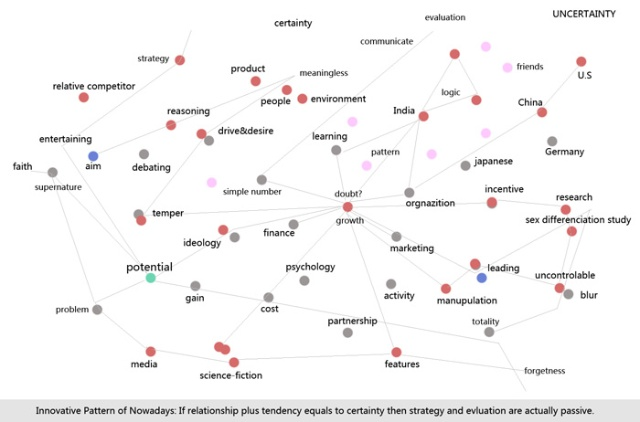 UNCERTAINTY
evaluation
certainty
communicate
strategy
product
meaningless
friends
U.S
relative competitor
people
environment
logic
China
reasoning
India
drive&desire
entertaining
learning
aim
debating
pattern
japanese
Germany
faith
supernature
simple number
doubt?
orgnazition
incentive
research
temper
growth
sex differenciation study
ideology
finance
marketing
potential
psychology
leading
uncontrolable
gain
cost
activity
manupulation
blur
problem
partnership
totality
media
science-fiction
features
forgetness
Innovative Pattern of Nowadays: If relationship plus tendency equals to certainty then strategy and evluation are actually passive.